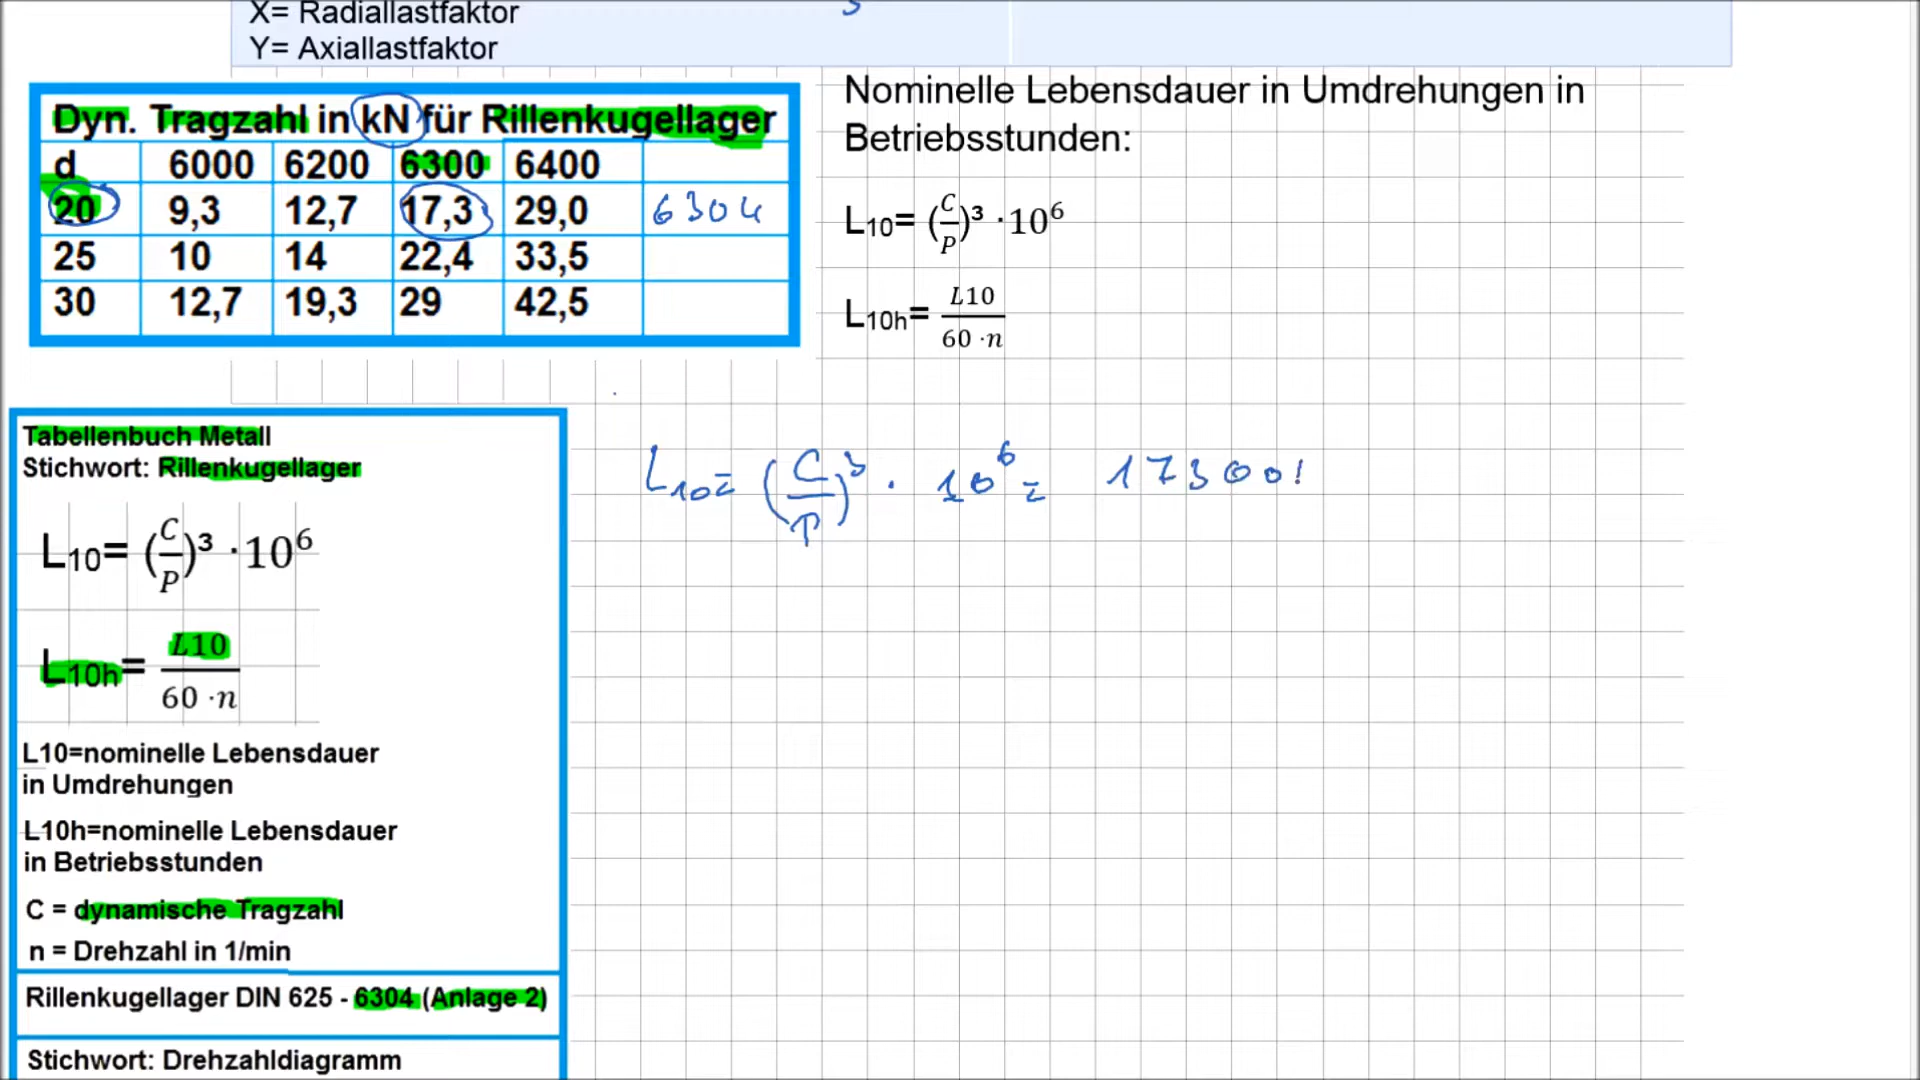 X= Radiallastfaktor
Y= Axiallastfaktor
Dyn. Tragzahl in kN für Rillenkugellager
d 6000 6200 6300 6400
20 9,3 12,7 17,3 29,0 6304
25 10 14 22,4 33,5
30 12,7 19,3 29 42,5
Nominelle Lebensdauer in Umdrehungen in
Betriebsstunden:
L10= (C/P)³ ·10⁶
L10h= L10/60 ·n
L10= (C/P)³ · 10⁶ = 17300
Tabellenbuch Metall
Stichwort: Rillenkugellager
L10= (C/P)³ ·10⁶
L10h= L10/60 ·n
L10=nominelle Lebensdauer
in Umdrehungen
L10h=nominelle Lebensdauer
in Betriebsstunden
C = dynamische Tragzahl
n = Drehzahl in 1/min
Rillenkugellager DIN 625 - 6304 (Anlage 2)
Stichwort: Drehzahldiagramm